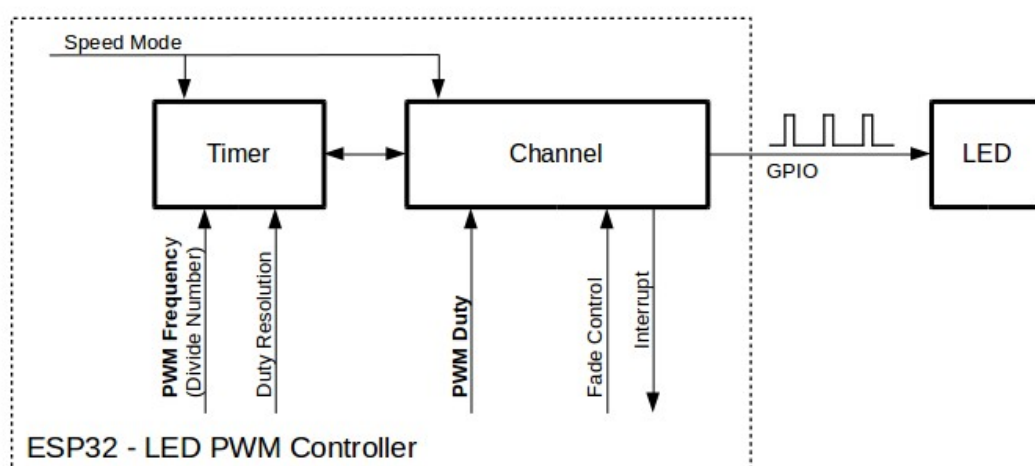 Speed Mode
Timer
Channel
GPIO
LED
PWM Frequency
(Divide Number)
Duty Resolution
PWM Duty
Fade Control
Interrupt
ESP32 - LED PWM Controller